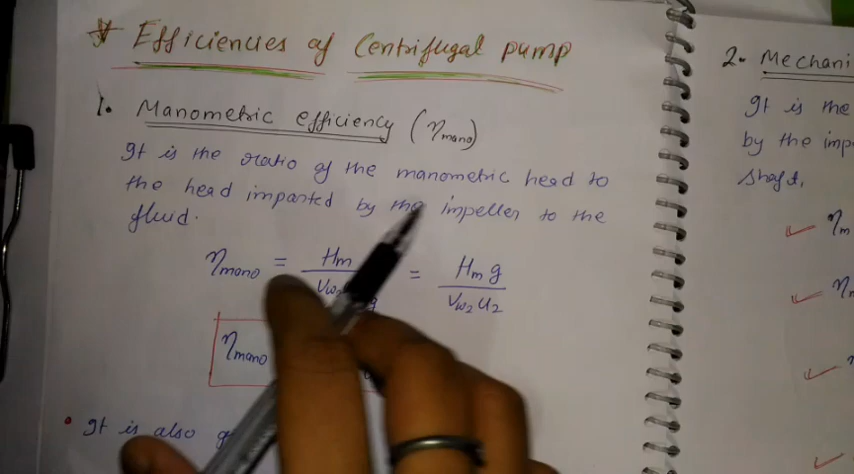 * Efficiencies of Centrifugal pump
1. Manometric efficiency (ηmano)
It is the ratio of the manometric head to
the head imparted by the impeller to the
fluid.
ηmano = Hm / = Hm g / Vw2 u2
ηmano
• It is also
2. Mechani
It is the
by the imp
shaft,
ηm